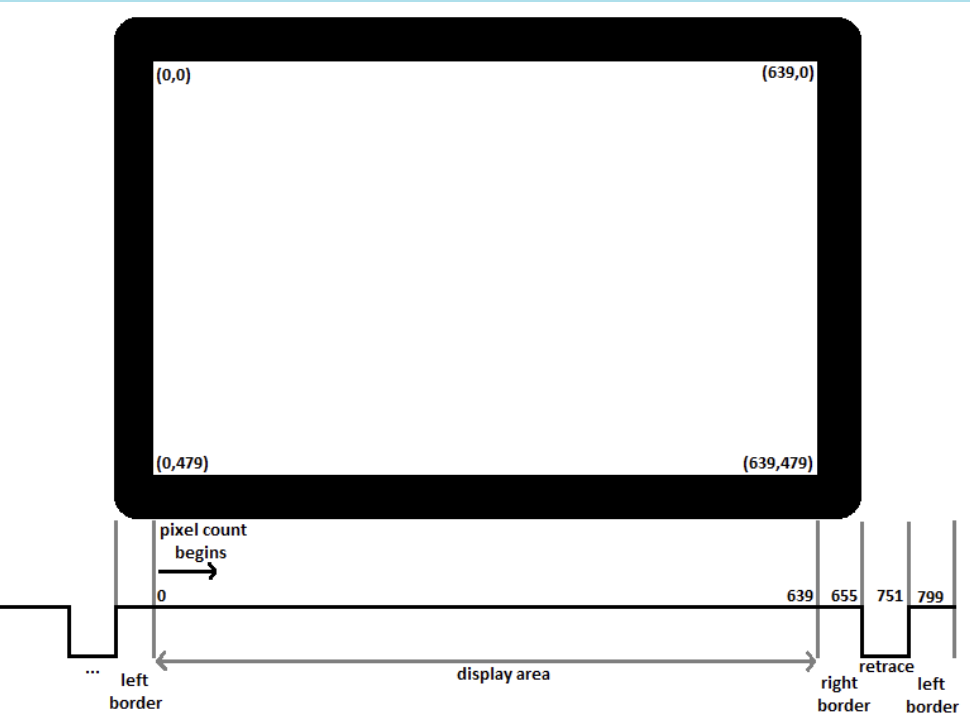 (0,0)
(639,0)
(0,479)
(639,479)
pixel count
begins
0
639
655
751
799
...
left
border
display area
right
border
retrace
left
border